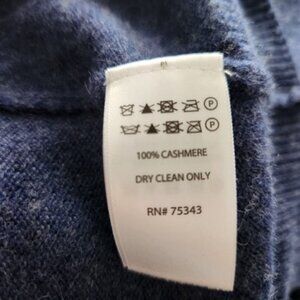 P
P
100% CASHMERE
DRY CLEAN ONLY
RN# 75343